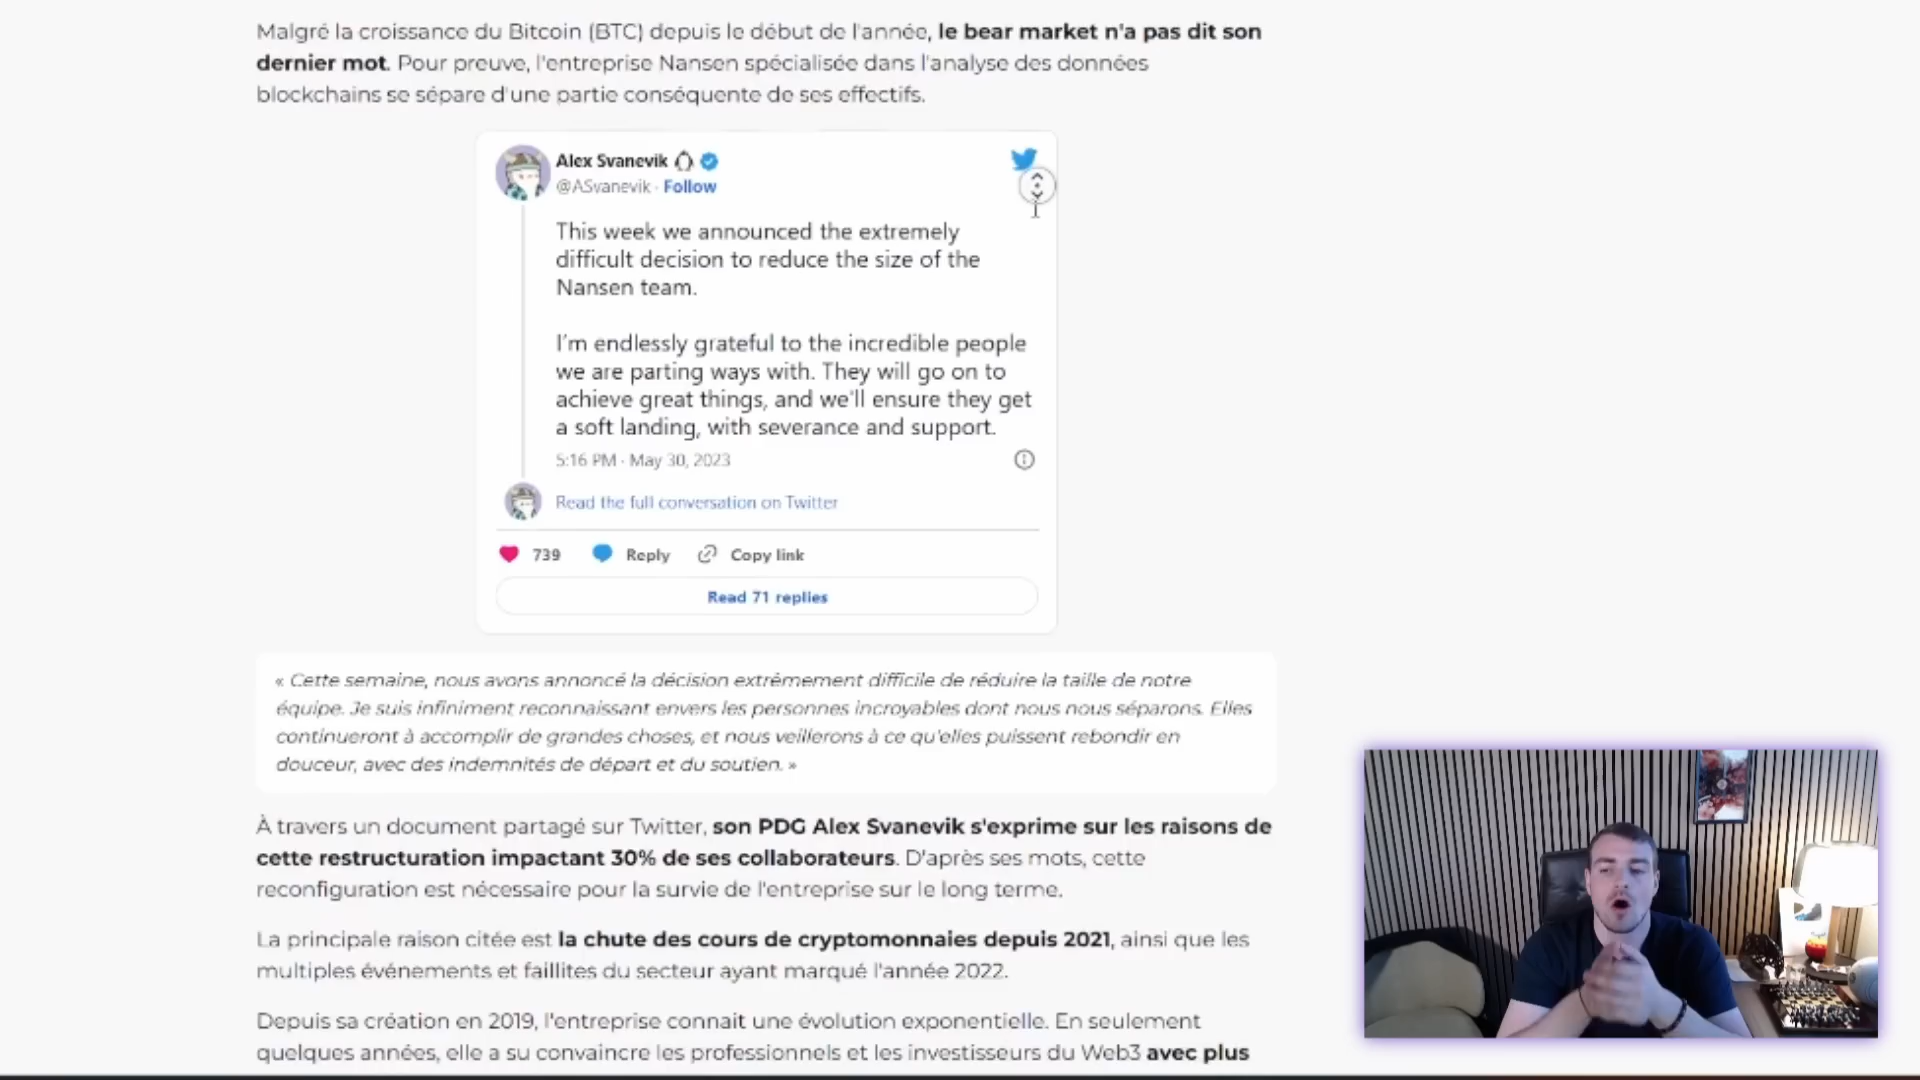 Malgré la croissance du Bitcoin (BTC) depuis le début de l'année, le bear market n'a pas dit son
dernier mot. Pour preuve, l'entreprise Nansen spécialisée dans l'analyse des données
blockchains se sépare d'une partie conséquente de ses effectifs.
Alex Svanevik
@ASvanevik · Follow
This week we announced the extremely
difficult decision to reduce the size of the
Nansen team.
I'm endlessly grateful to the incredible people
we are parting ways with. They will go on to
achieve great things, and we'll ensure they get
a soft landing, with severance and support.
5:16 PM · May 30, 2023
Read the full conversation on Twitter
739 Reply Copy link
Read 71 replies
« Cette semaine, nous avons annoncé la décision extrêmement difficile de réduire la taille de notre
équipe. Je suis infiniment reconnaissant envers les personnes incroyables dont nous nous séparons. Elles
continueront à accomplir de grandes choses, et nous veillerons à ce qu'elles puissent rebondir en
douceur, avec des indemnités de départ et du soutien. »
À travers un document partagé sur Twitter, son PDG Alex Svanevik s'exprime sur les raisons de
cette restructuration impactant 30% de ses collaborateurs. D'après ses mots, cette
reconfiguration est nécessaire pour la survie de l'entreprise sur le long terme.
La principale raison citée est la chute des cours de cryptomonnaies depuis 2021, ainsi que les
multiples événements et faillites du secteur ayant marqué l'année 2022.
Depuis sa création en 2019, l'entreprise connait une évolution exponentielle. En seulement
quelques années, elle a su convaincre les professionnels et les investisseurs du Web3 avec plus